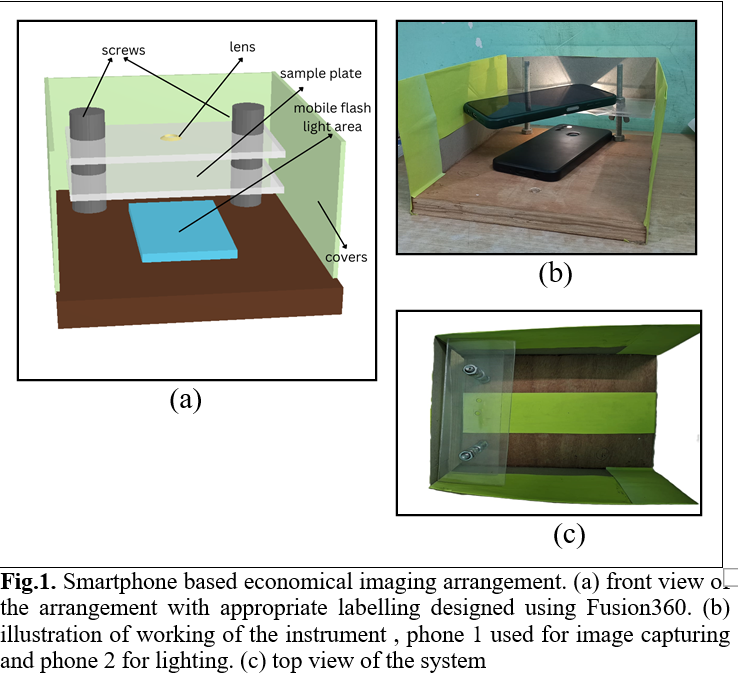 screws
lens
sample plate
mobile flash
light area
covers
(a)
(b)
(c)
Fig.1. Smartphone based economical imaging arrangement. (a) front view of
the arrangement with appropriate labelling designed using Fusion360. (b)
illustration of working of the instrument , phone 1 used for image capturing
and phone 2 for lighting. (c) top view of the system